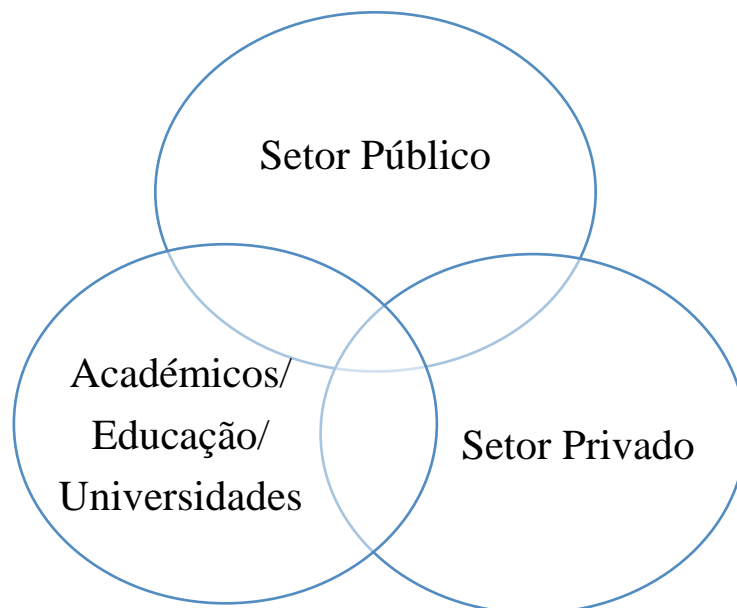 Setor Público
Académicos/
Educação/
Universidades
Setor Privado